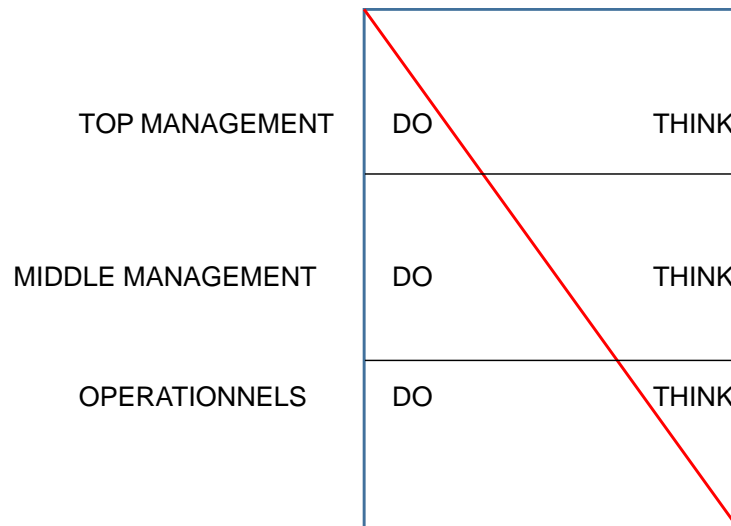 TOP MANAGEMENT DO THINK
MIDDLE MANAGEMENT DO THINK
OPERATIONNELS DO THINK